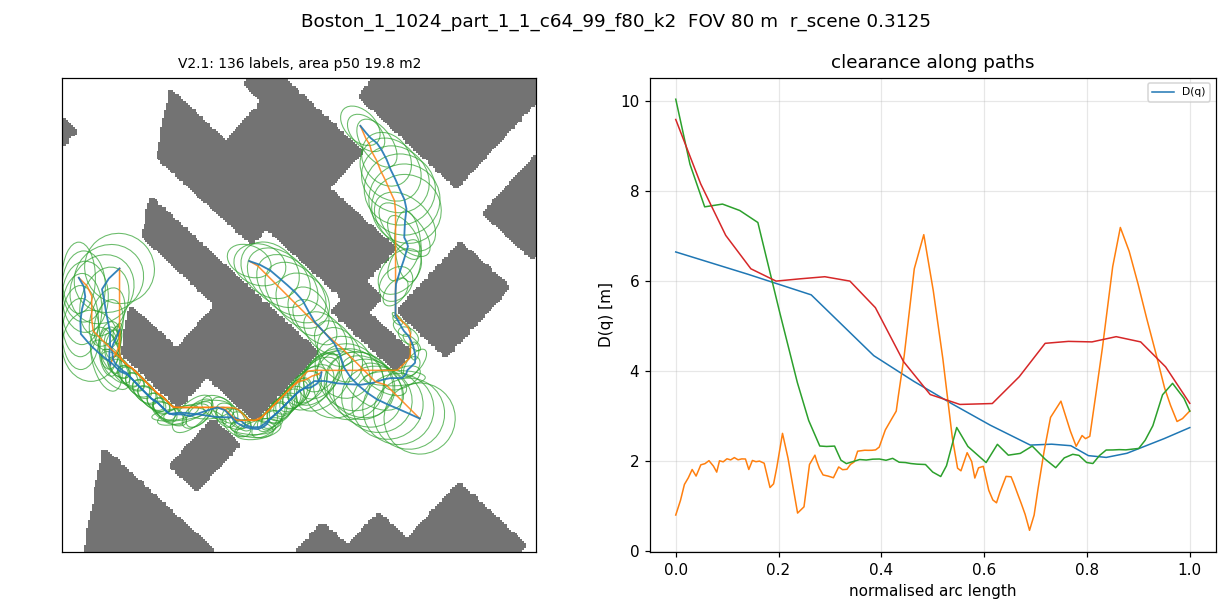 Boston_1_1024_part_1_1_c64_99_f80_k2 FOV 80 m r_scene 0.3125
V2.1: 136 labels, area p50 19.8 m2
clearance along paths
D(q)
10
8
6
4
2
0
D(q) [m]
0.0 0.2 0.4 0.6 0.8 1.0
normalised arc length